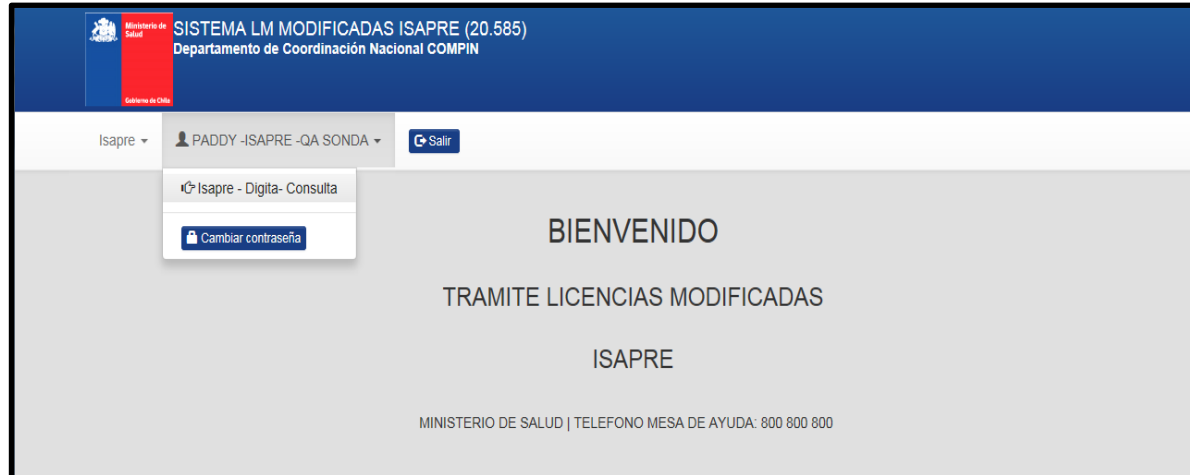 Ministerio de
Salud
Gobierno de Chile
SISTEMA LM MODIFICADAS ISAPRE (20.585)
Departamento de Coordinación Nacional COMPIN
Isapre
PADDY -ISAPRE -QA SONDA
Salir
Isapre - Digita- Consulta
Cambiar contraseña
BIENVENIDO
TRAMITE LICENCIAS MODIFICADAS
ISAPRE
MINISTERIO DE SALUD | TELEFONO MESA DE AYUDA: 800 800 800